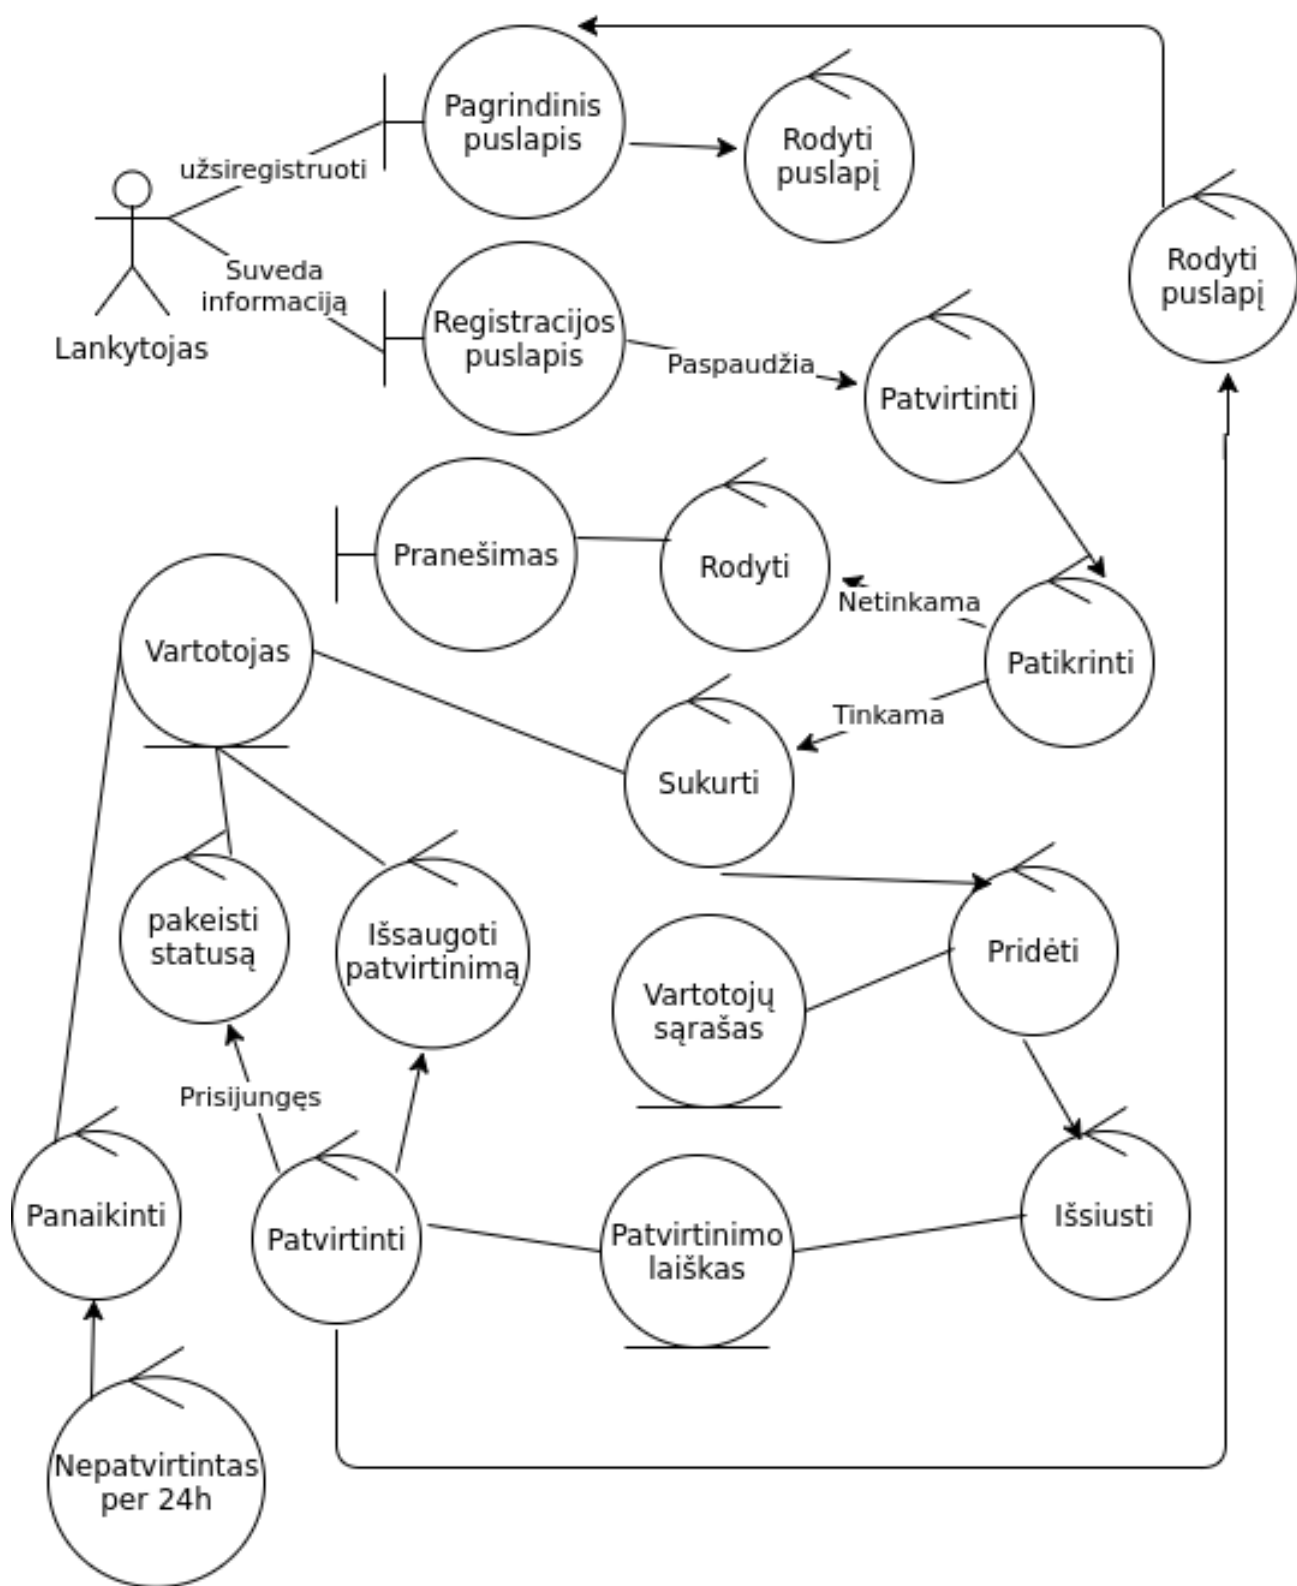 Pagrindinis
puslapis
Rodyti
puslapį
užsiregistruoti
Rodyti
puslapį
Suveda
informaciją
Registracijos
puslapis
Lankytojas
Paspaudžia
Patvirtinti
Pranešimas
Rodyti
Netinkama
Vartotojas
Patikrinti
Tinkama
Sukurti
pakeisti
statusą
Išsaugoti
patvirtinimą
Pridėti
Vartotojų
sąrašas
Prisijungęs
Panaikinti
Patvirtinti
Patvirtinimo
laiškas
Išsiusti
Nepatvirtintas
per 24h